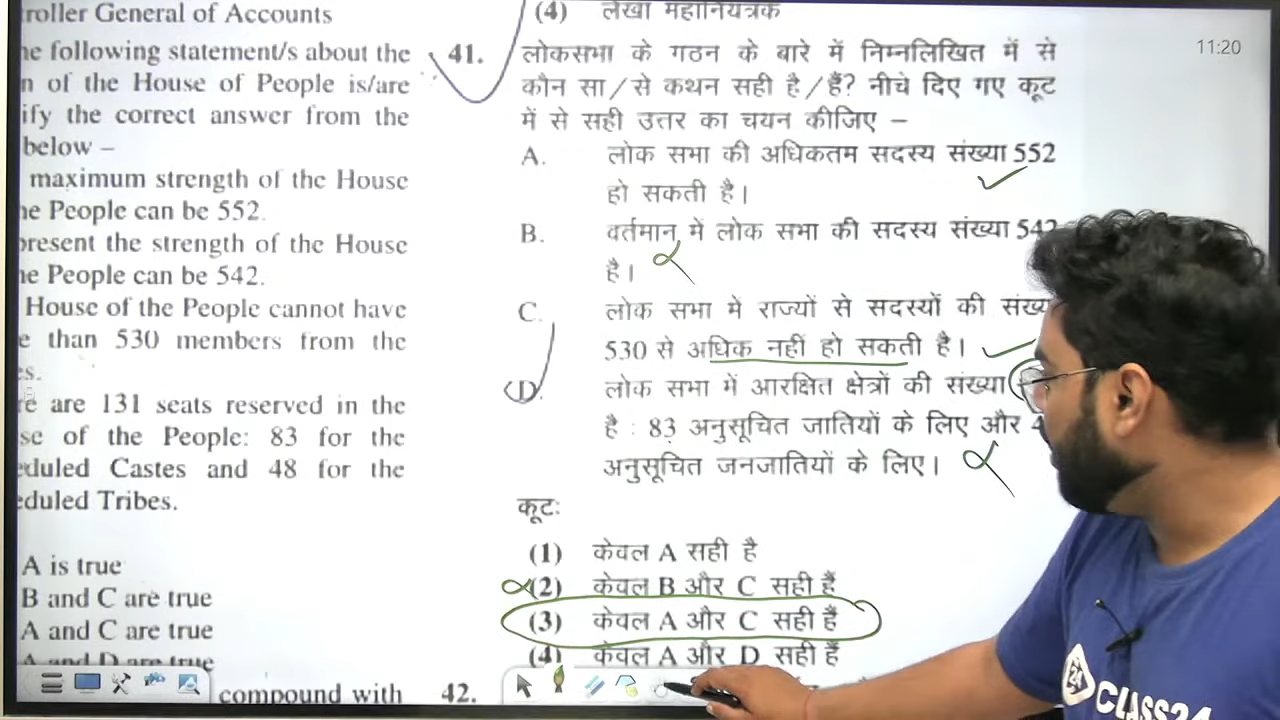 roller General of Accounts
he following statement/s about the
n of the House of People is/are
ify the correct answer from the
below –
maximum strength of the House
he People can be 552.
present the strength of the House
he People can be 542.
House of the People cannot have
e than 530 members from the
es.
re are 131 seats reserved in the
se of the People: 83 for the
eduled Castes and 48 for the
eduled Tribes.
A is true
B and C are true
A and C are true
A and D are true
compound with
(4) लेखा महानियंत्रक
41. लोकसभा के गठन के बारे में निम्नलिखित में से
कौन सा/से कथन सही है/हैं? नीचे दिए गए कूट
में से सही उत्तर का चयन कीजिए –
A. लोक सभा की अधिकतम सदस्य संख्या 552
हो सकती है।
B. वर्तमान में लोक सभा की सदस्य संख्या 542
है।
C. लोक सभा में राज्यों से सदस्यों की
530 से अधिक नहीं हो सकती है।
D. लोक सभा में आरक्षित क्षेत्रों की संख्या
है : 83 अनुसूचित जातियों के लिए और
अनुसूचित जनजातियों के लिए।
कूटः
(1) केवल A सही है
(2) केवल B और C सही हैं
(3) केवल A और C सही हैं
(4) केवल A और D सही हैं
42.
11:20
24 CLASS24